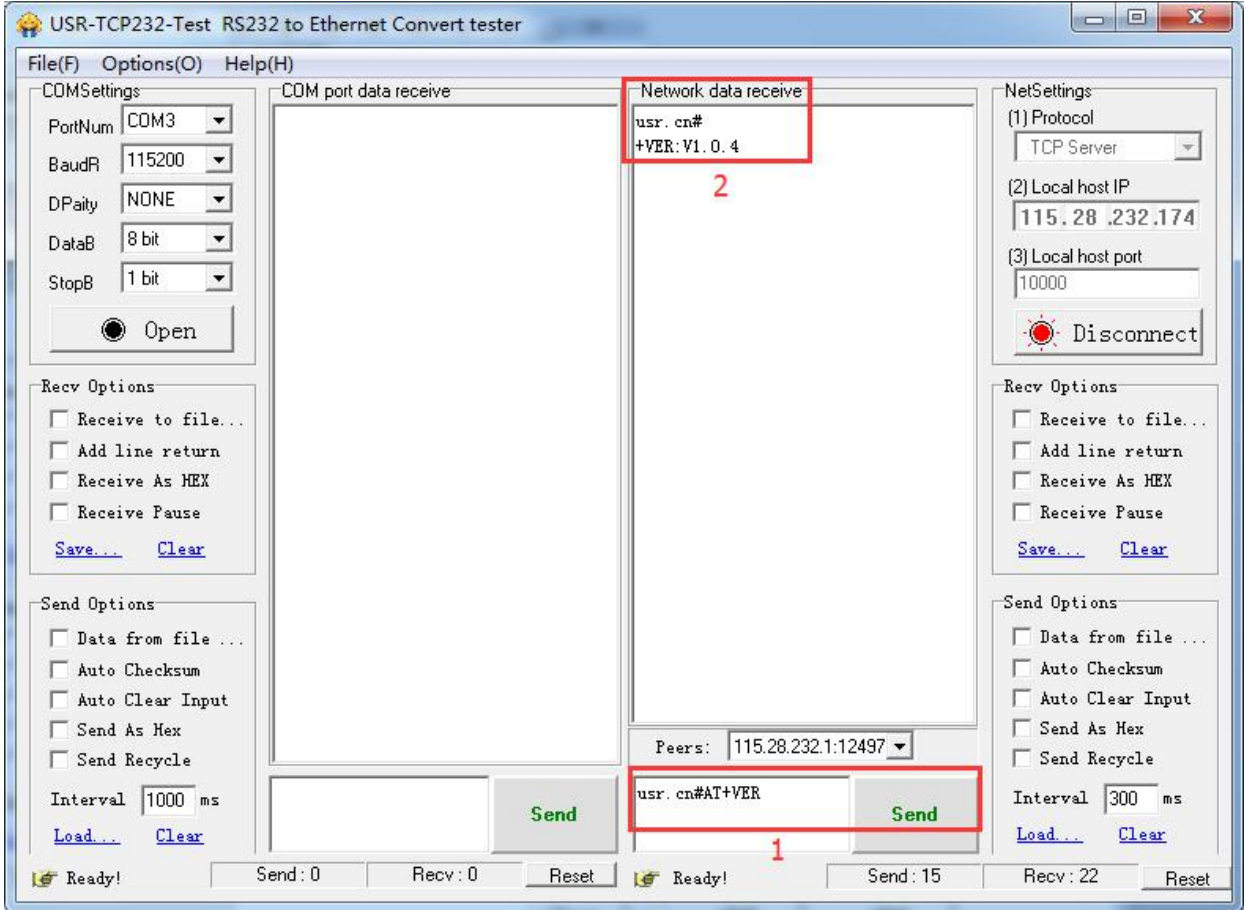 USR-TCP232-Test RS232 to Ethernet Convert tester
File(F) Options(O) Help(H)
COMSettings
PortNum COM3
BaudR 115200
DPaity NONE
DataB 8 bit
StopB 1 bit
Open
Recv Options
Receive to file...
Add line return
Receive As HEX
Receive Pause
Save... Clear
Send Options
Data from file ...
Auto Checksum
Auto Clear Input
Send As Hex
Send Recycle
Interval 1000 ms
Load... Clear
COM port data receive
Send
Network data receive
usr.cn#
+VER:V1.0.4
2
Peers: 115.28.232.1:12497
usr.cn#AT+VER
Send
1
NetSettings
(1) Protocol
TCP Server
(2) Local host IP
115.28.232.174
(3) Local host port
10000
Disconnect
Recv Options
Receive to file...
Add line return
Receive As HEX
Receive Pause
Save... Clear
Send Options
Data from file ...
Auto Checksum
Auto Clear Input
Send As Hex
Send Recycle
Interval 300 ms
Load... Clear
Ready! Send : 0 Recv : 0 Reset
Ready! Send : 15 Recv : 22 Reset